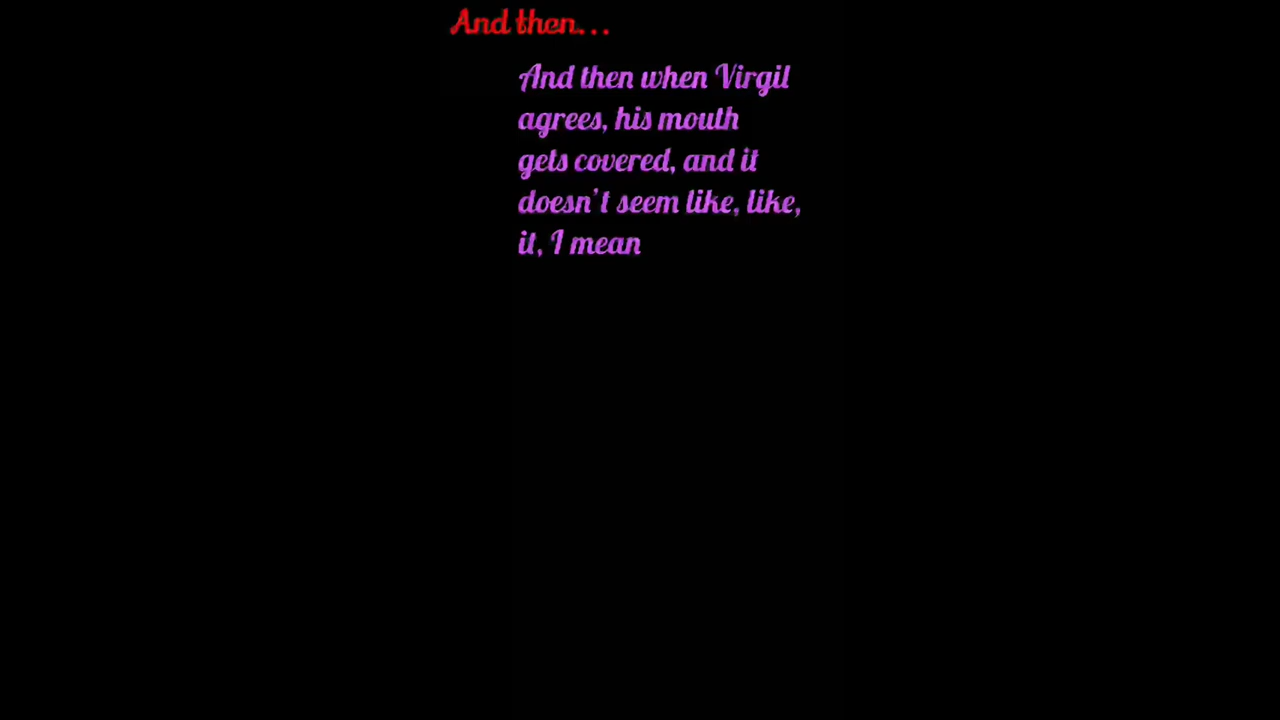 And then...
And then when Virgil
agrees, his mouth
gets covered, and it
doesn't seem like, like,
it, I mean